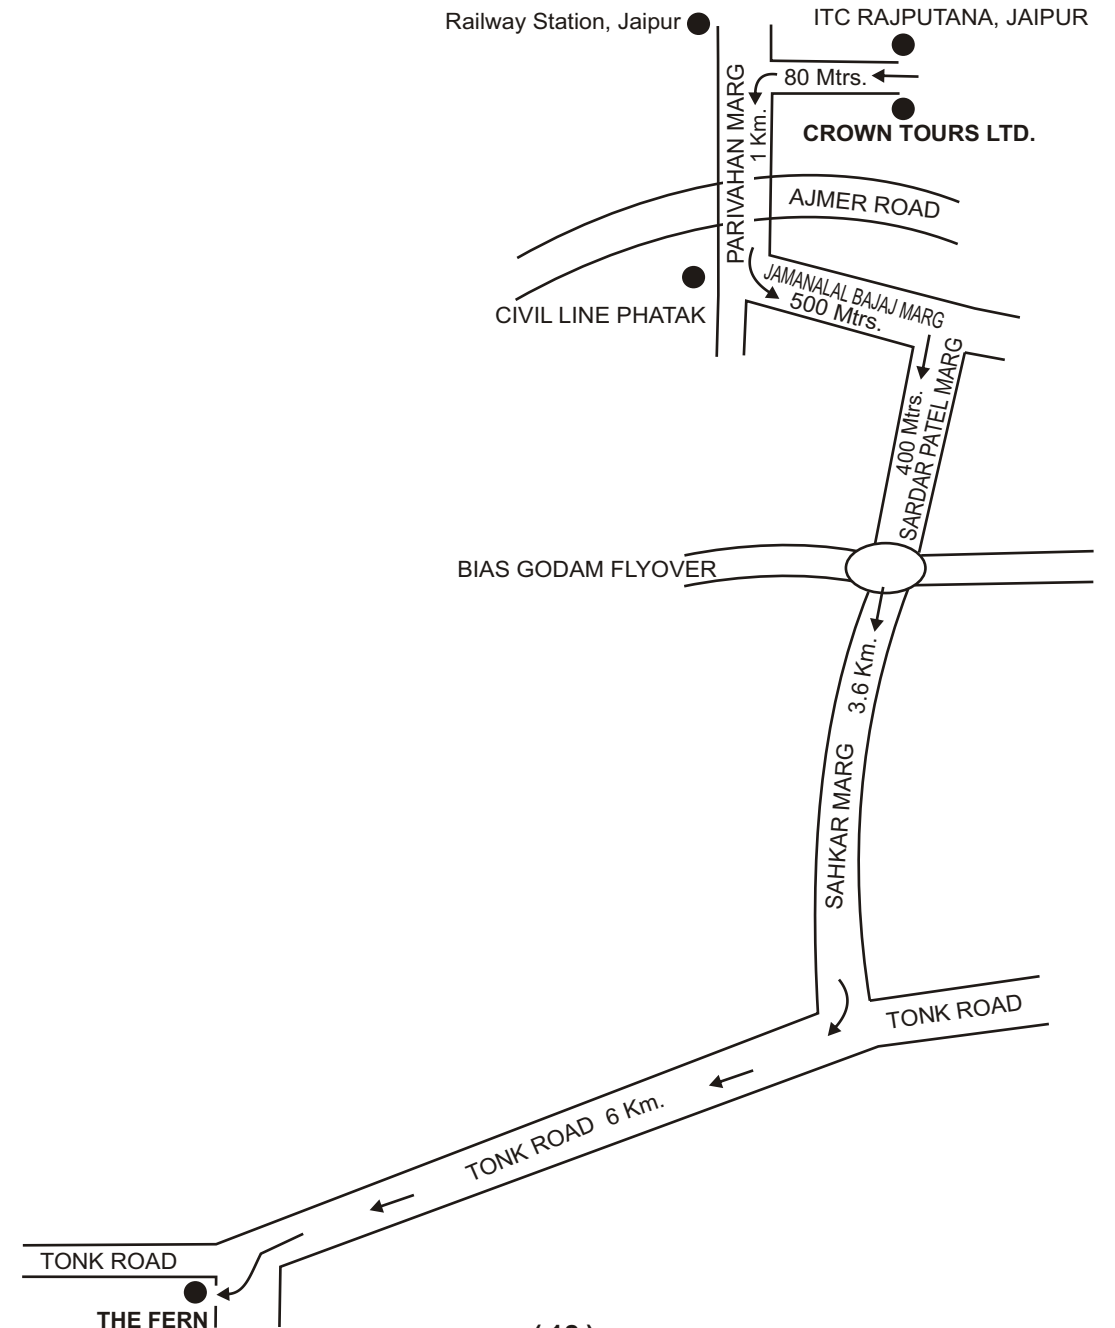 Railway Station, Jaipur
ITC RAJPUTANA, JAIPUR
80 Mtrs.
CROWN TOURS LTD.
PARIVAHAN MARG
1 Km.
AJMER ROAD
JAMANALAL BAJAJ MARG
500 Mtrs.
CIVIL LINE PHATAK
400 Mtrs.
SARDAR PATEL MARG
BIAS GODAM FLYOVER
3.6 Km.
SAHKAR MARG
TONK ROAD
TONK ROAD 6 Km.
TONK ROAD
THE FERN